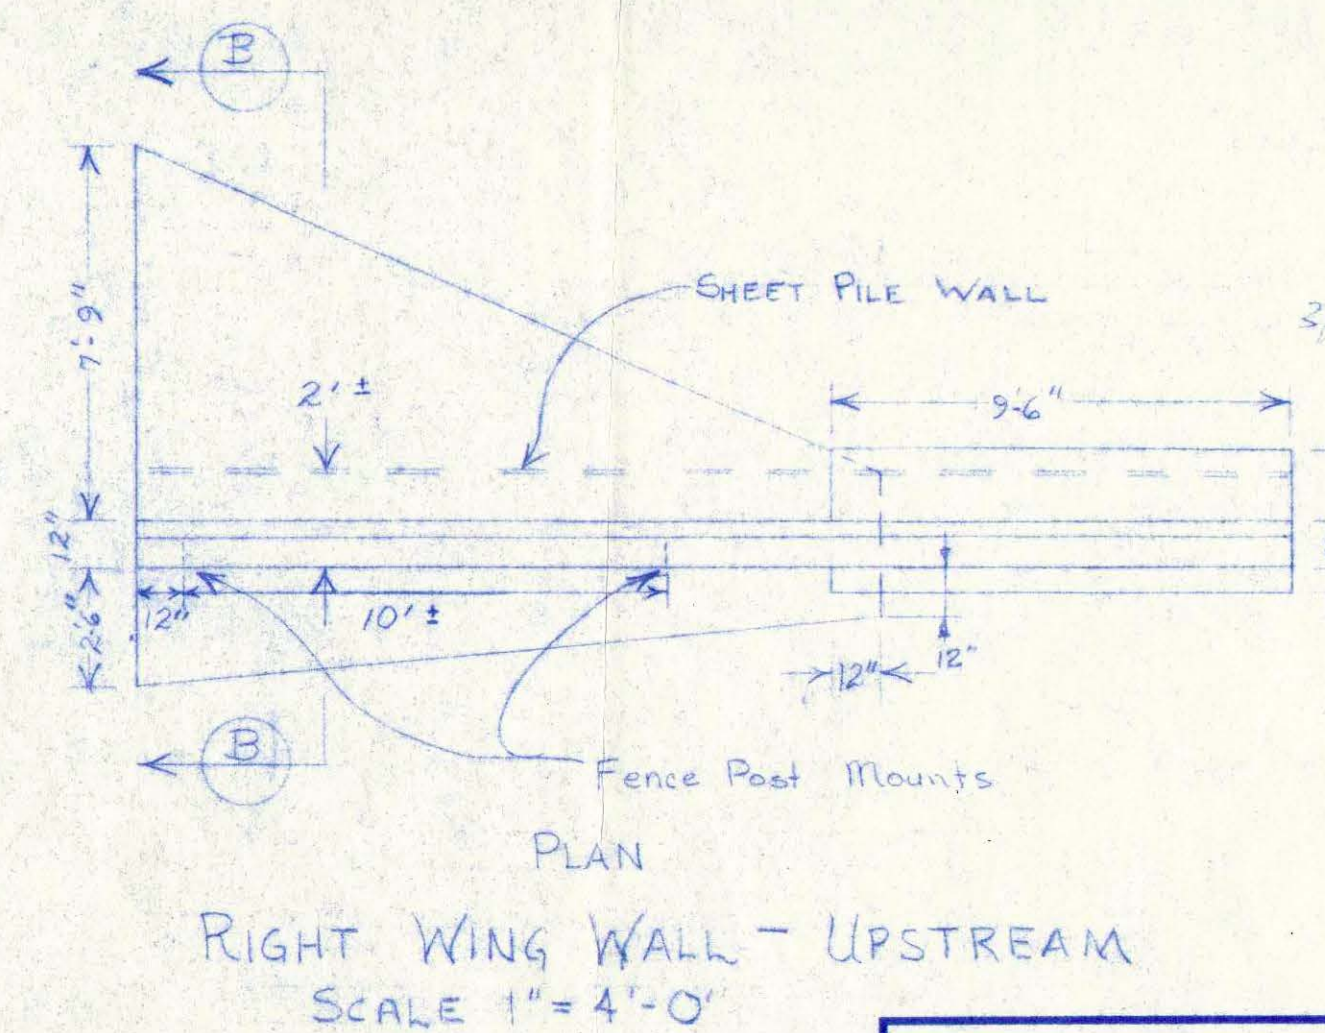 B
SHEET PILE WALL
7'-9"
2' ±
9'-6"
12"
2'-6"
12"
10' ±
12"
12"
B
Fence Post Mounts
PLAN
RIGHT WING WALL - UPSTREAM
SCALE 1" = 4'-0'